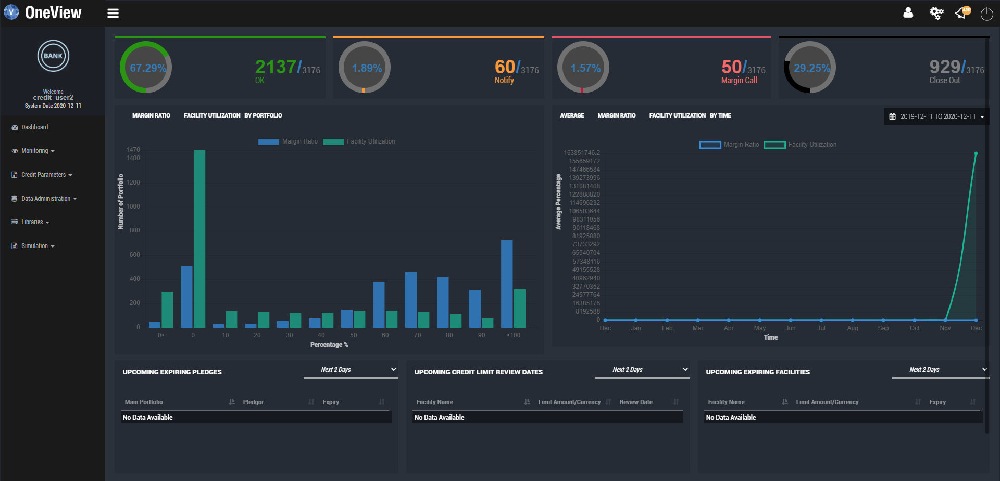 V OneView
410
BANK
Welcome
credit_user2
System Date 2020-12-11
Dashboard
Monitoring
Credit Parameters
Data Administration
Libraries
Simulation
67.29%
2137/3176
OK
1.89%
60/3176
Notify
1.57%
50/3176
Margin Call
29.25%
929/3176
Close Out
MARGIN RATIO FACILITY UTILIZATION BY PORTFOLIO
Margin Ratio Facility Utilization
Number of Portfolio
1470
1400
1200
1000
800
600
400
200
0
0< 0 10 20 30 40 50 60 70 80 90 >100
Percentage %
AVERAGE MARGIN RATIO FACILITY UTILIZATION BY TIME
2019-12-11 TO 2020-12-11
Margin Ratio Facility Utilization
Average Percentage
163851746.2
155659172
147466584
139273996
131081408
122888820
114696232
106503644
98311056
90118468
81925880
73733292
65540704
57348116
49155528
40962940
32770352
24577764
16385176
8192588
0
Dec Jan Feb Mar Apr May Jun Jul Aug Sep Oct Nov Dec
Time
UPCOMING EXPIRING PLEDGES
Next 2 Days
Main Portfolio Pledgor Expiry
No Data Available
UPCOMING CREDIT LIMIT REVIEW DATES
Next 2 Days
Facility Name Limit Amount/Currency Review Date
No Data Available
UPCOMING EXPIRING FACILITIES
Next 2 Days
Facility Name Limit Amount/Currency Expiry
No Data Available